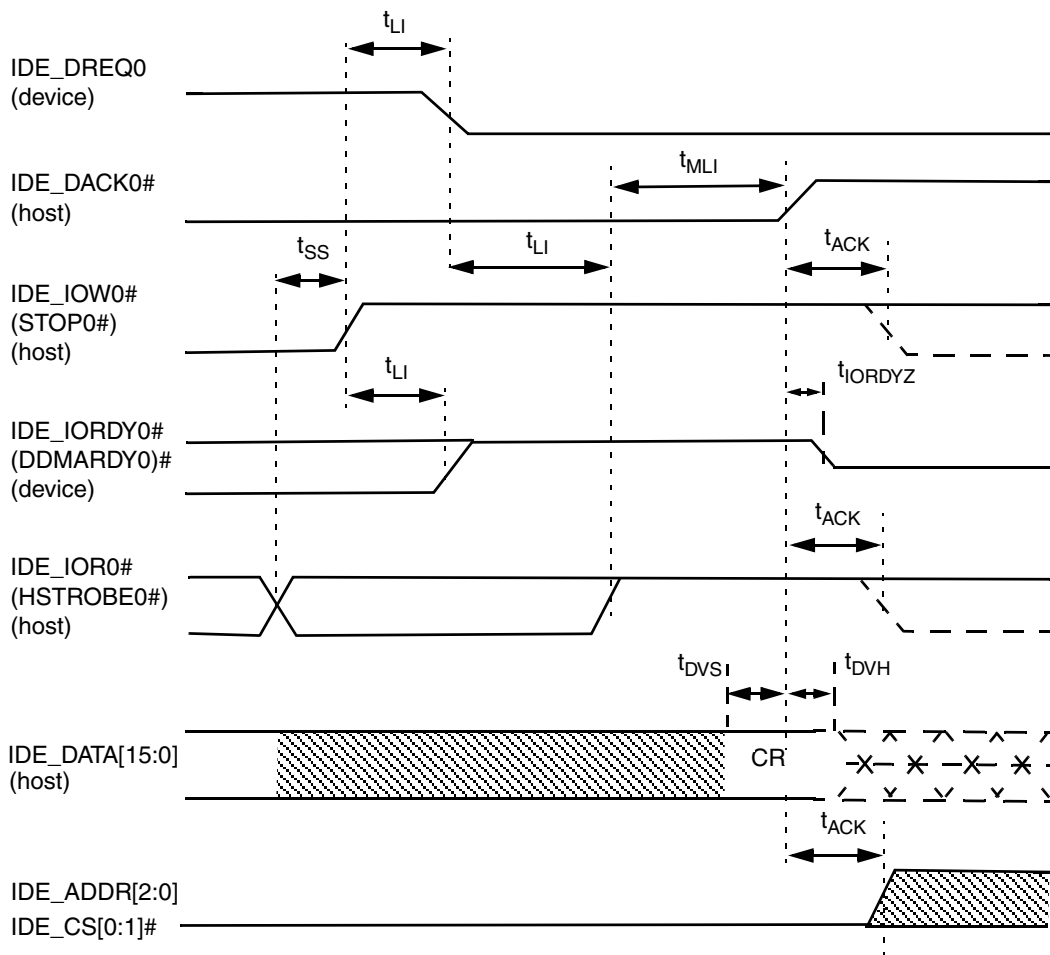 tLI
IDE_DREQ0
(device)
tMLI
IDE_DACK0#
(host)
tACK
tSS
tLI
IDE_IOW0#
(STOP0#)
(host)
tLI
tIORDYZ
IDE_IORDY0#
(DDMARDY0)#
(device)
tACK
IDE_IOR0#
(HSTROBE0#)
(host)
tDVS
tDVH
IDE_DATA[15:0]
(host)
CR
tACK
IDE_ADDR[2:0]
IDE_CS[0:1]#